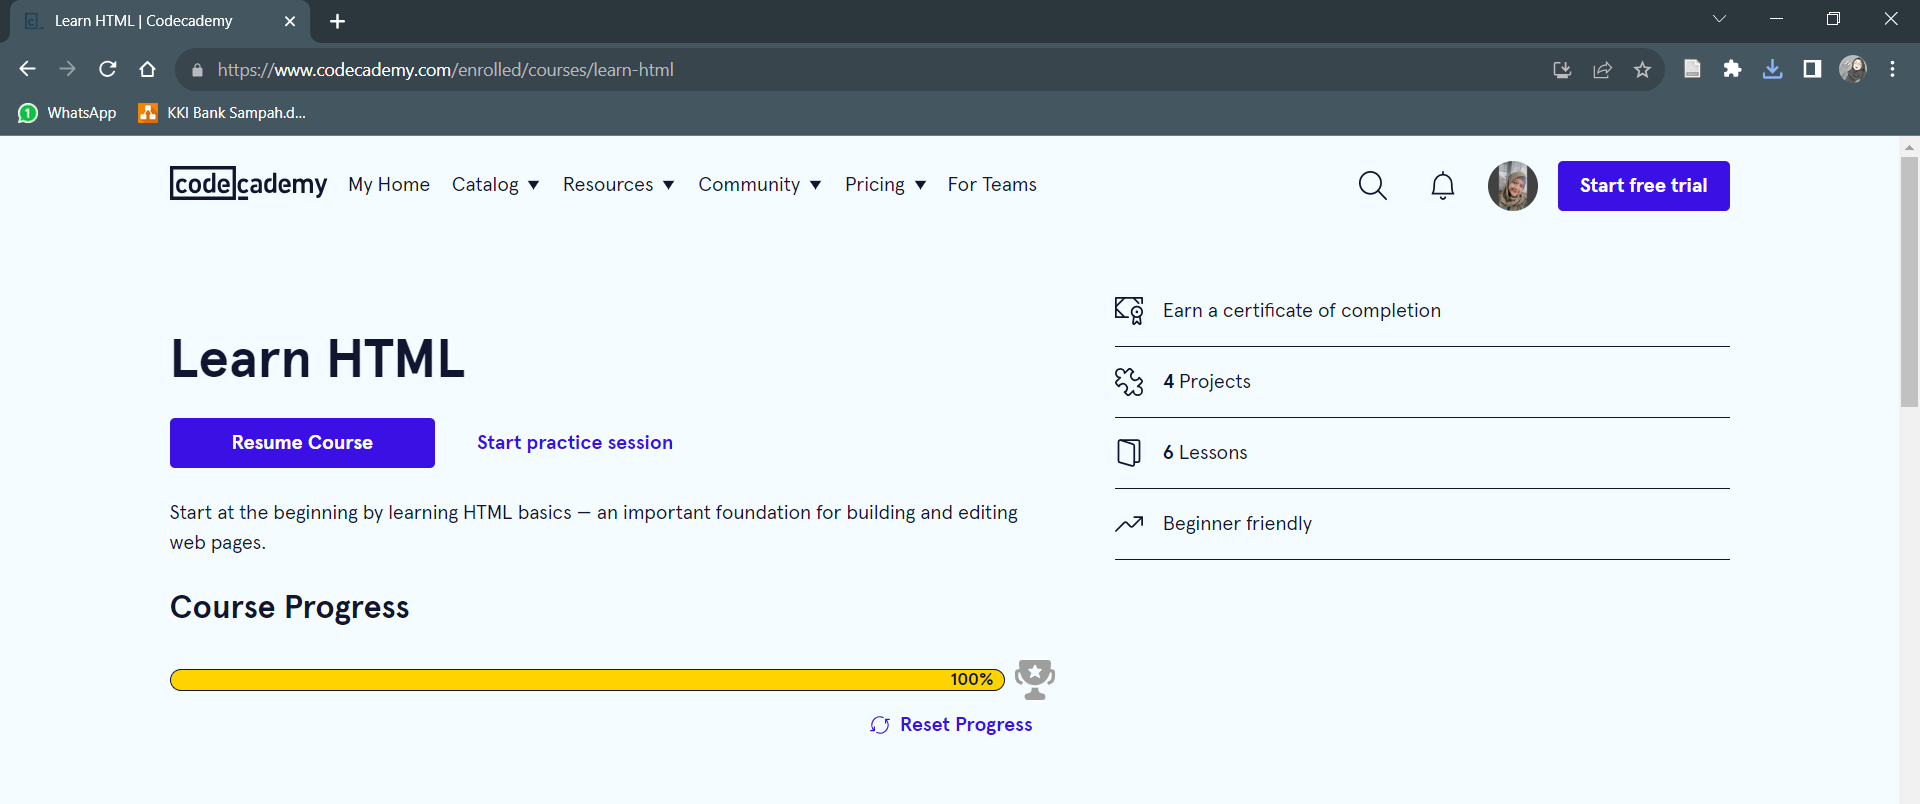 Learn HTML | Codecademy
https://www.codecademy.com/enrolled/courses/learn-html
1 WhatsApp KKI Bank Sampah.d...
codecademy My Home Catalog Resources Community Pricing For Teams Start free trial
Earn a certificate of completion
Learn HTML
4 Projects
Resume Course Start practice session
6 Lessons
Start at the beginning by learning HTML basics — an important foundation for building and editing
web pages.
Beginner friendly
Course Progress
100%
Reset Progress